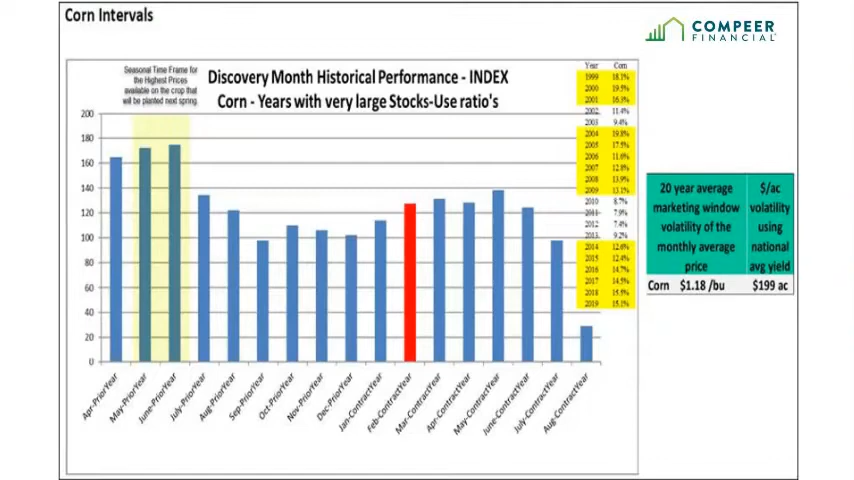 Corn Intervals
COMPEER
FINANCIAL
Seasonal Time Frame for
the Highest Prices
available on the crop that
will be planted next spring.
Discovery Month Historical Performance - INDEX
Corn - Years with very large Stocks-Use ratio's
200
180
160
140
120
100
80
60
40
20
0
Apr-PriorYear
May-PriorYear
June-PriorYear
July-PriorYear
Aug-PriorYear
Sep-PriorYear
Oct-PriorYear
Nov-PriorYear
Dec-PriorYear
Jan-ContractYear
Feb-ContractYear
Mar-ContractYear
Apr-ContractYear
May-ContractYear
June-ContractYear
July-ContractYear
Aug-ContractYear
Year Corn
1999 18.1%
2000 19.5%
2001 16.3%
2002 11.4%
2003 9.4%
2004 19.8%
2005 17.5%
2006 11.6%
2007 12.8%
2008 13.9%
2009 13.1%
2010 8.7%
2011 7.9%
2012 7.4%
2013 9.2%
2014 12.6%
2015 12.4%
2016 14.7%
2017 14.5%
2018 15.5%
2019 15.1%
20 year average
marketing window
volatility of the
monthly average
price
$/ac
volatility
using
national
avg yield
Corn $1.18 /bu $199 ac